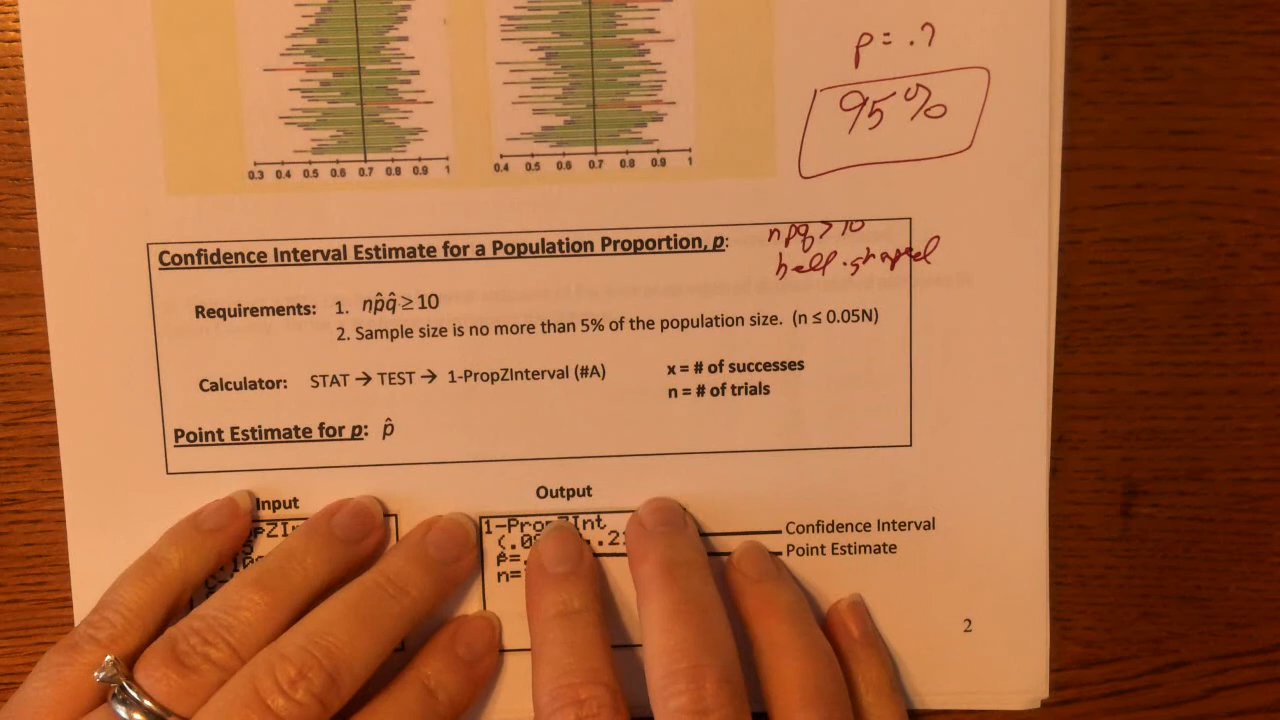 p = .7
95%
0.3 0.4 0.5 0.6 0.7 0.8 0.9 1
0.4 0.5 0.6 0.7 0.8 0.9 1
Confidence Interval Estimate for a Population Proportion, p:
npq > 10
bell-shaped
Requirements: 1. np̂q̂ ≥ 10
2. Sample size is no more than 5% of the population size. (n ≤ 0.05N)
Calculator: STAT → TEST → 1-PropZInterval (#A)
x = # of successes
n = # of trials
Point Estimate for p: p̂
Input
Output
1-PropZInt
p̂=
n=
Confidence Interval
Point Estimate
2